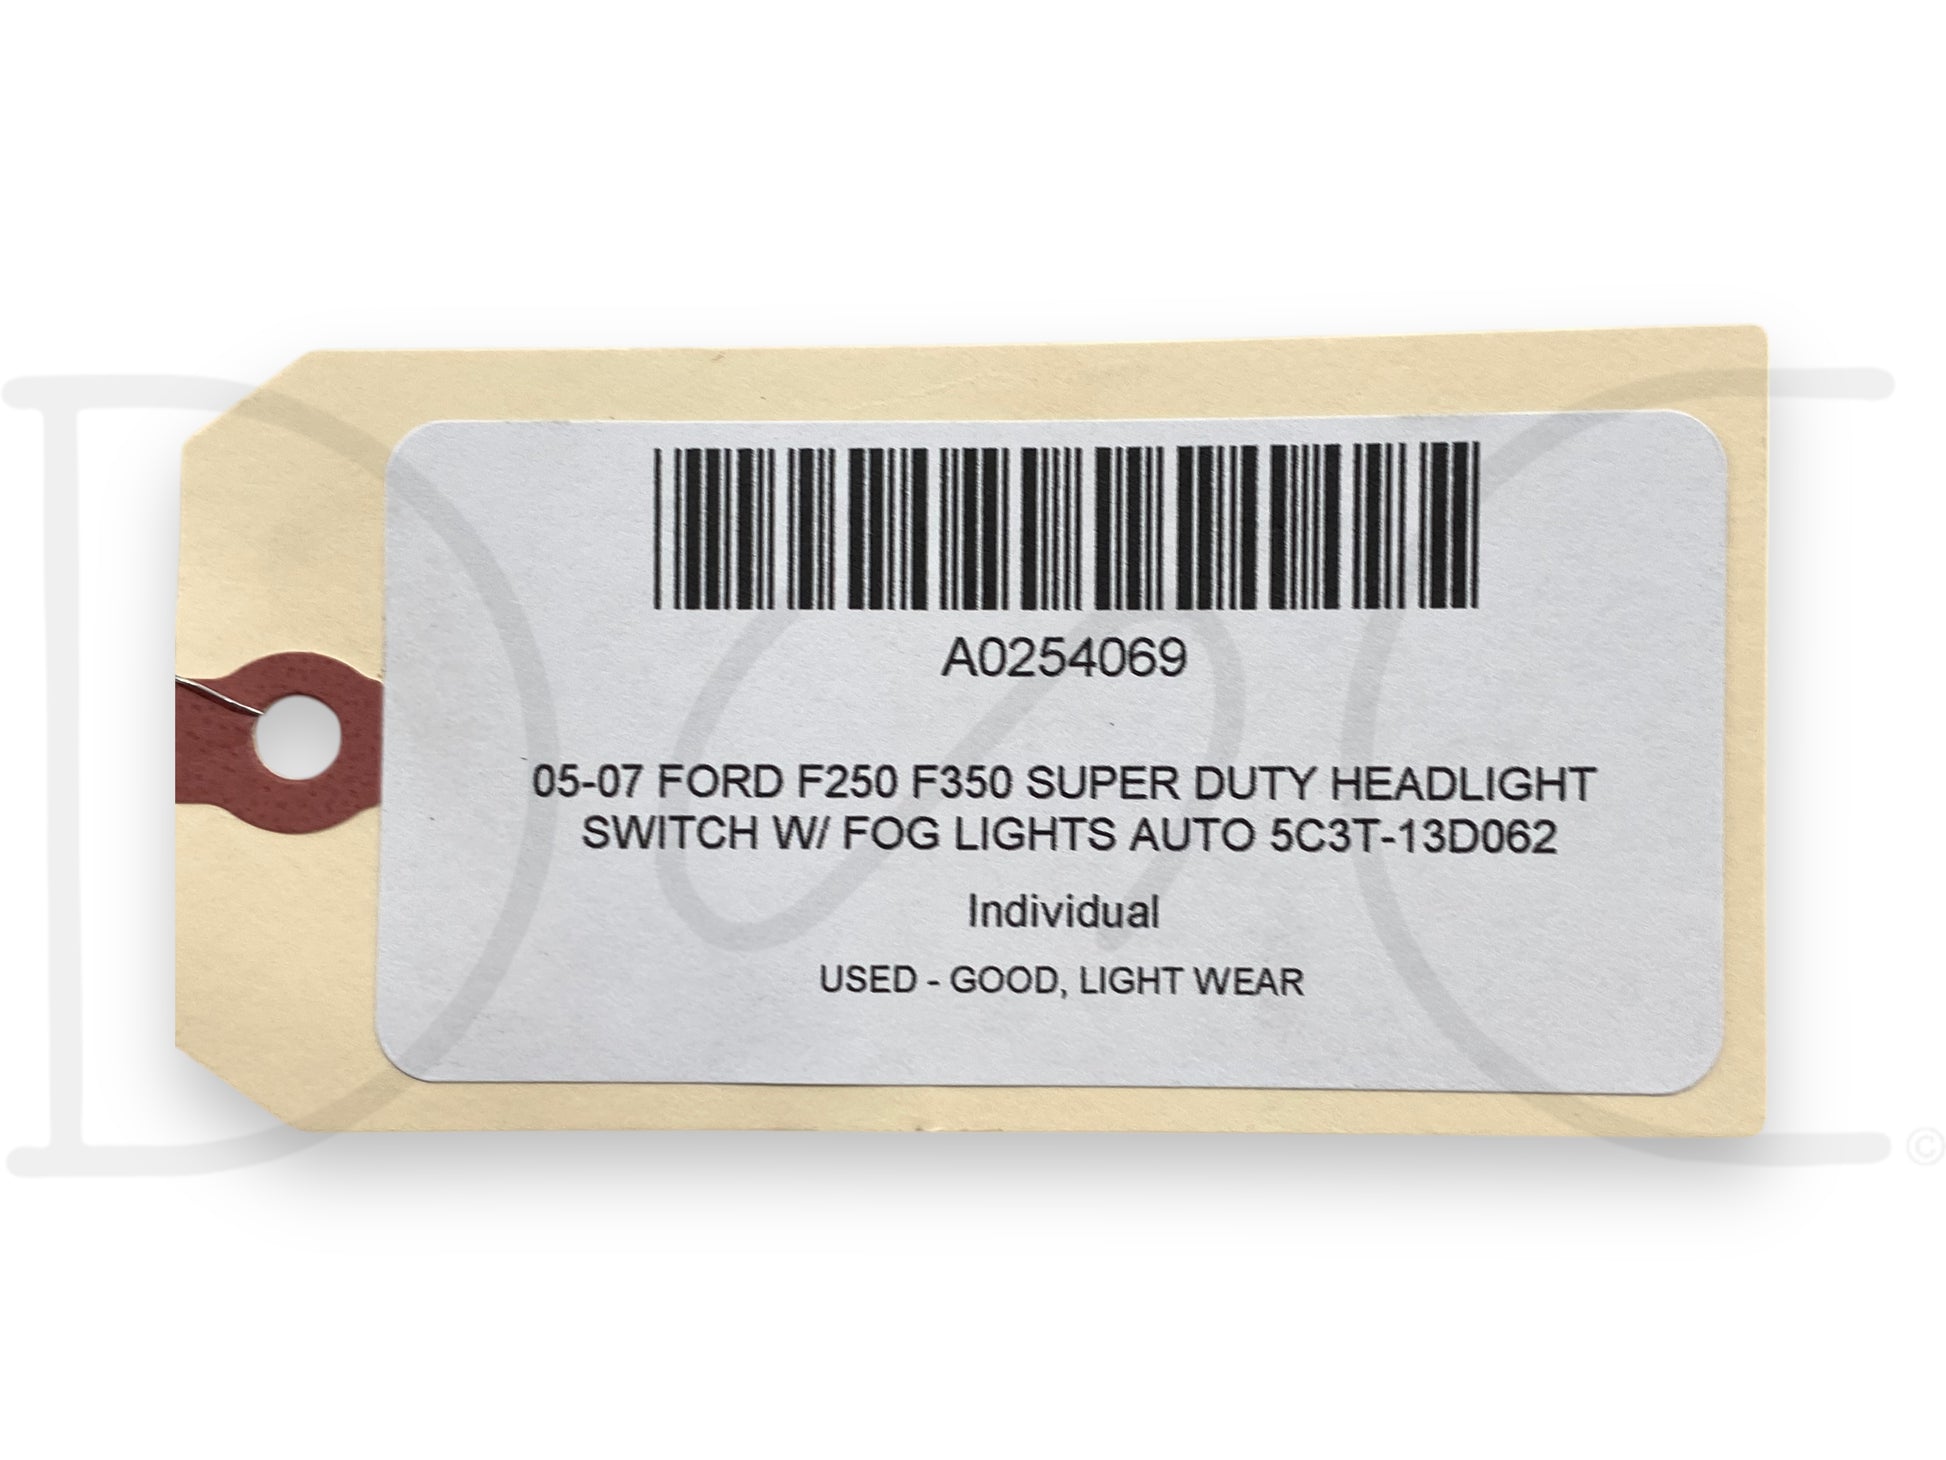 A0254069
05-07 FORD F250 F350 SUPER DUTY HEADLIGHT
SWITCH W/ FOG LIGHTS AUTO 5C3T-13D062
Individual
USED - GOOD, LIGHT WEAR
©